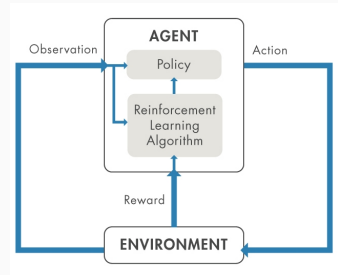 AGENT
Observation
Action
Policy
Reinforcement
Learning
Algorithm
Reward
ENVIRONMENT